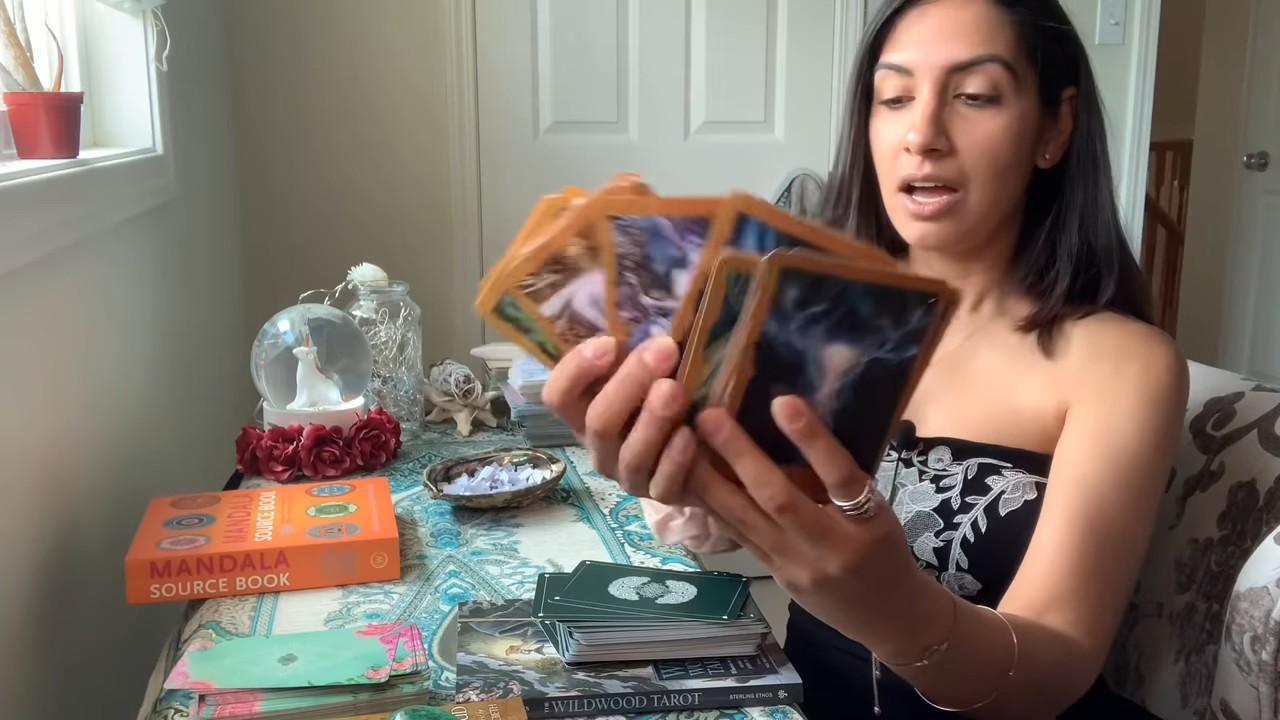 MANDALA
SOURCE BOOK
MANDALA
SOURCE BOOK
THE WILDWOOD TAROT
STERLING ETHOS